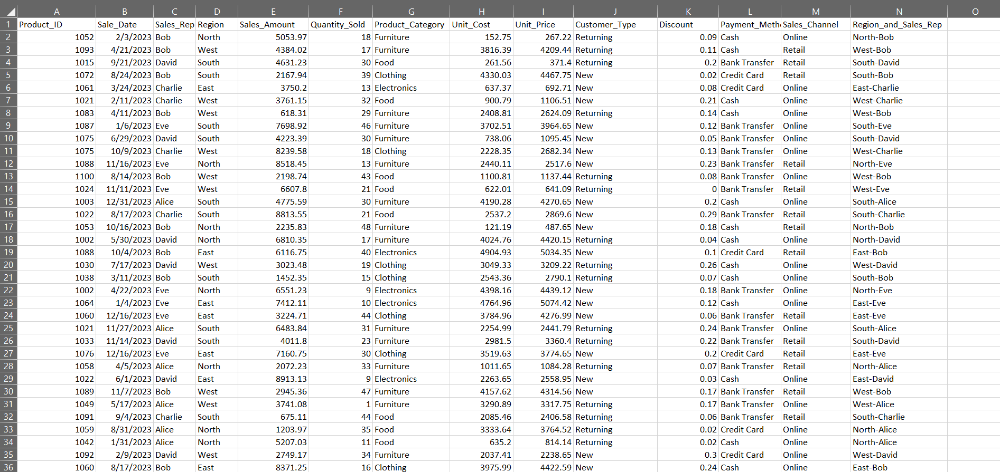 A B C D E F G H I J K L M N O
1 Product_ID Sale_Date Sales_Rep Region Sales_Amount Quantity_Sold Product_Category Unit_Cost Unit_Price Customer_Type Discount Payment_Meth Sales_Channel Region_and_Sales_Rep
2 1052 2/3/2023 Bob North 5053.97 18 Furniture 152.75 267.22 Returning 0.09 Cash Online North-Bob
3 1093 4/21/2023 Bob West 4384.02 17 Furniture 3816.39 4209.44 Returning 0.11 Cash Retail West-Bob
4 1015 9/21/2023 David South 4631.23 30 Food 261.56 371.4 Returning 0.2 Bank Transfer Retail South-David
5 1072 8/24/2023 Bob South 2167.94 39 Clothing 4330.03 4467.75 New 0.02 Credit Card Retail South-Bob
6 1061 3/24/2023 Charlie East 3750.2 13 Electronics 637.37 692.71 New 0.08 Credit Card Online East-Charlie
7 1021 2/11/2023 Charlie West 3761.15 32 Food 900.79 1106.51 New 0.21 Cash Online West-Charlie
8 1083 4/11/2023 Bob West 618.31 29 Furniture 2408.81 2624.09 Returning 0.14 Cash Online West-Bob
9 1087 1/6/2023 Eve South 7698.92 46 Furniture 3702.51 3964.65 New 0.12 Bank Transfer Online South-Eve
10 1075 6/29/2023 David South 4223.39 30 Furniture 738.06 1095.45 New 0.05 Bank Transfer Online South-David
11 1075 10/9/2023 Charlie West 8239.58 18 Clothing 2228.35 2682.34 New 0.13 Bank Transfer Online West-Charlie
12 1088 11/16/2023 Eve North 8518.45 13 Furniture 2440.11 2517.6 New 0.23 Bank Transfer Retail North-Eve
13 1100 8/14/2023 Bob West 2198.74 43 Food 1100.81 1137.44 Returning 0.08 Bank Transfer Online West-Bob
14 1024 11/11/2023 Eve West 6607.8 21 Food 622.01 641.09 Returning 0 Bank Transfer Retail West-Eve
15 1003 12/31/2023 Alice South 4775.59 30 Furniture 4190.28 4270.65 New 0.2 Cash Online South-Alice
16 1022 8/17/2023 Charlie South 8813.55 21 Food 2537.2 2869.6 New 0.29 Bank Transfer Retail South-Charlie
17 1053 10/16/2023 Bob North 2235.83 48 Furniture 121.19 487.65 New 0.18 Cash Retail North-Bob
18 1002 5/30/2023 David North 6810.35 17 Furniture 4024.76 4420.15 Returning 0.04 Cash Online North-David
19 1088 10/4/2023 Bob East 6116.75 40 Electronics 4904.93 5034.35 New 0.1 Credit Card Retail East-Bob
20 1030 7/17/2023 David West 3023.48 19 Clothing 3049.33 3209.22 Returning 0.26 Cash Online West-David
21 1038 3/11/2023 Bob South 1452.35 15 Clothing 2543.36 2790.1 Returning 0.07 Cash Online South-Bob
22 1002 4/22/2023 Eve North 6551.23 9 Electronics 4398.16 4439.12 New 0.18 Bank Transfer Online North-Eve
23 1064 1/4/2023 Eve East 7412.11 10 Electronics 4764.96 5074.42 New 0.12 Cash Online East-Eve
24 1060 12/16/2023 Eve East 3224.71 44 Clothing 3784.96 4276.99 New 0.06 Bank Transfer Retail East-Eve
25 1021 11/27/2023 Alice South 6483.84 31 Furniture 2254.99 2441.79 Returning 0.24 Bank Transfer Online South-Alice
26 1033 11/14/2023 David South 4011.8 23 Furniture 2981.5 3360.4 Returning 0.22 Bank Transfer Retail South-David
27 1076 12/16/2023 Eve East 7160.75 30 Clothing 3519.63 3774.65 New 0.2 Credit Card Retail East-Eve
28 1058 4/5/2023 Alice North 2072.23 33 Furniture 1011.65 1084.28 Returning 0.07 Bank Transfer Retail North-Alice
29 1022 6/1/2023 David East 8913.13 9 Electronics 2263.65 2558.95 New 0.03 Cash Online East-David
30 1089 11/7/2023 Bob West 2945.36 47 Furniture 4157.62 4314.56 New 0.17 Bank Transfer Retail West-Bob
31 1049 5/17/2023 Alice West 3741.08 1 Furniture 3290.89 3317.75 Returning 0.17 Bank Transfer Online West-Alice
32 1091 9/4/2023 Charlie South 675.11 44 Food 2085.46 2406.58 Returning 0.06 Bank Transfer Retail South-Charlie
33 1059 8/31/2023 Alice North 1203.97 35 Food 3333.64 3764.52 Returning 0.02 Credit Card Online North-Alice
34 1042 1/31/2023 Alice North 5207.03 11 Food 635.2 814.14 Returning 0.02 Cash Online North-Alice
35 1092 2/9/2023 David West 2749.17 34 Furniture 2037.41 2238.65 New 0.3 Credit Card Online West-David
36 1060 8/17/2023 Bob East 8371.25 16 Clothing 3975.99 4422.59 New 0.24 Cash Online East-Bob